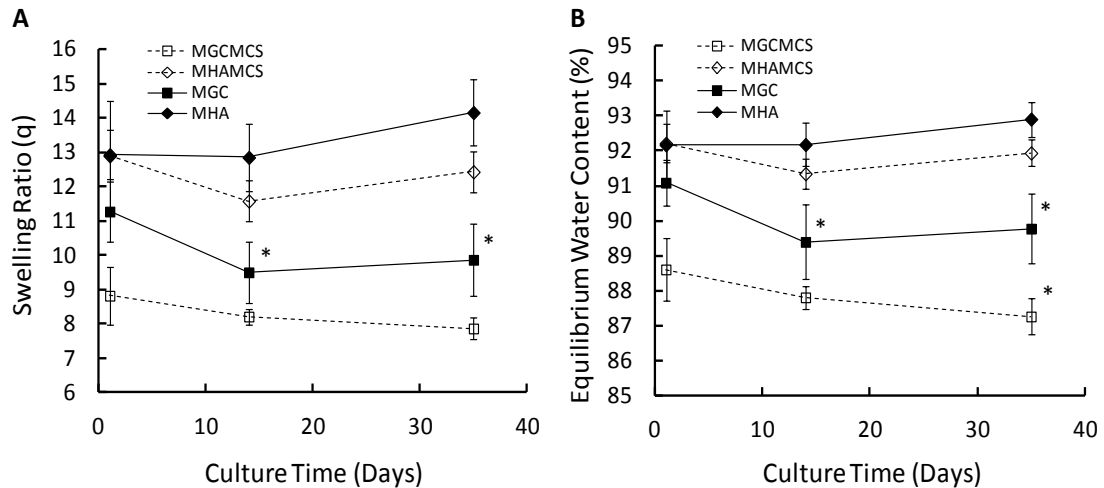 A
Swelling Ratio (q)
16
15
14
13
12
11
10
9
8
7
6
MGCMCS
MHAMCS
MGC
MHA
*
*
0 10 20 30 40
Culture Time (Days)
B
Equilibrium Water Content (%)
95
94
93
92
91
90
89
88
87
86
85
MGCMCS
MHAMCS
MGC
MHA
*
*
*
0 10 20 30 40
Culture Time (Days)